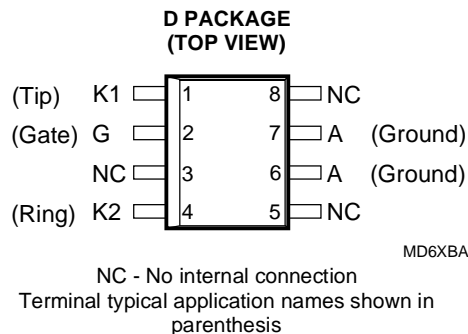 D PACKAGE
(TOP VIEW)
(Tip) K1 1 8 NC
(Gate) G 2 7 A (Ground)
NC 3 6 A (Ground)
(Ring) K2 4 5 NC
MD6XBA
NC - No internal connection
Terminal typical application names shown in
parenthesis